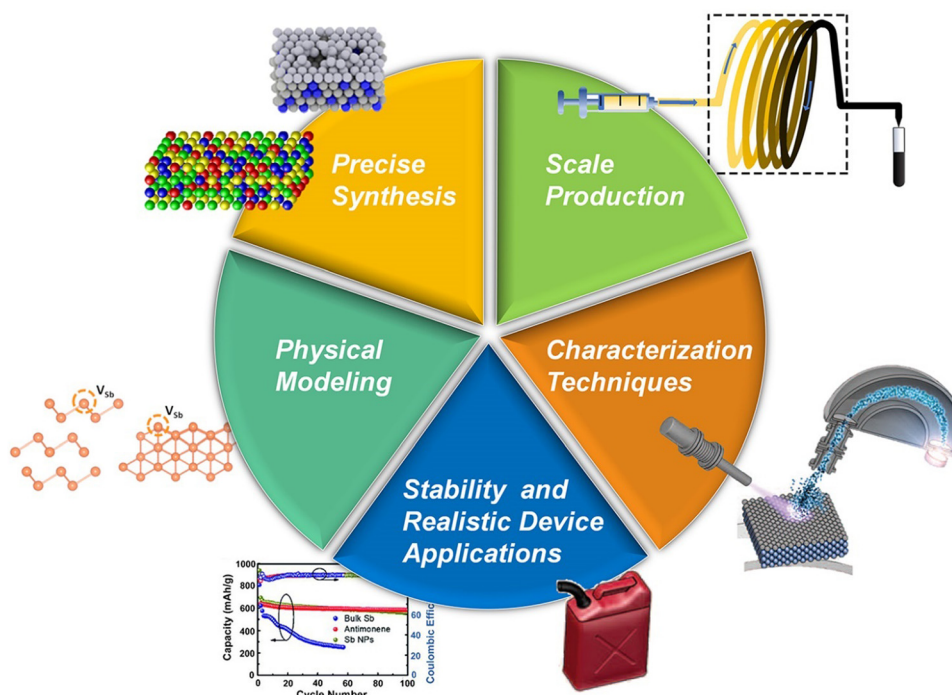 Precise
Synthesis
Scale
Production
Physical
Modeling
Characterization
Techniques
Stability and
Realistic Device
Applications
V_Sb
V_Sb
1000
800
600
400
200
0
Capacity (mAh/g)
Bulk Sb
Antimonene
Sb NPs
60
40
20
0
Coulombic Effic
0 20 40 60 80 100
Cycle Number